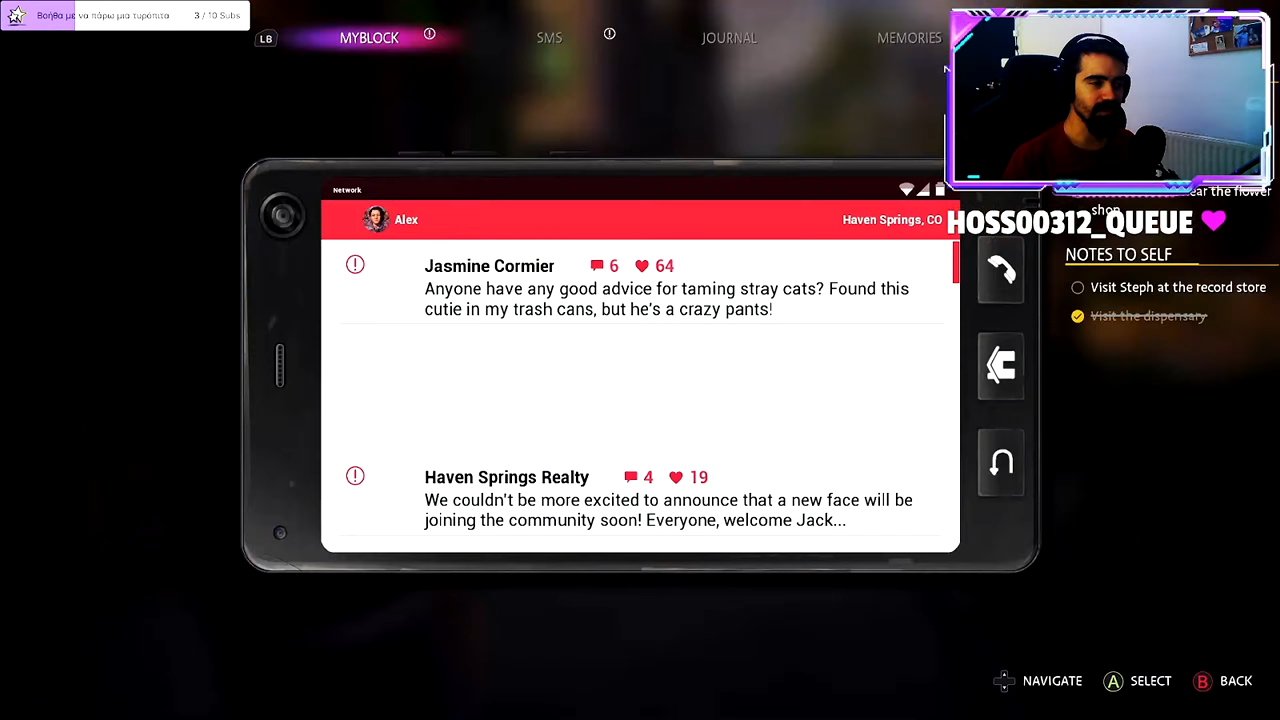 Βοήθα με να πάρω μια τυρόπιτα 3 / 10 Subs
LB MYBLOCK SMS JOURNAL MEMORIES
Network
Alex Haven Springs, CO
Jasmine Cormier 6 64
Anyone have any good advice for taming stray cats? Found this
cutie in my trash cans, but he's a crazy pants!
Haven Springs Realty 4 19
We couldn't be more excited to announce that a new face will be
joining the community soon! Everyone, welcome Jack...
the flower
shop
HOSS00312_QUEUE
NOTES TO SELF
Visit Steph at the record store
Visit the dispensary
NAVIGATE A SELECT B BACK